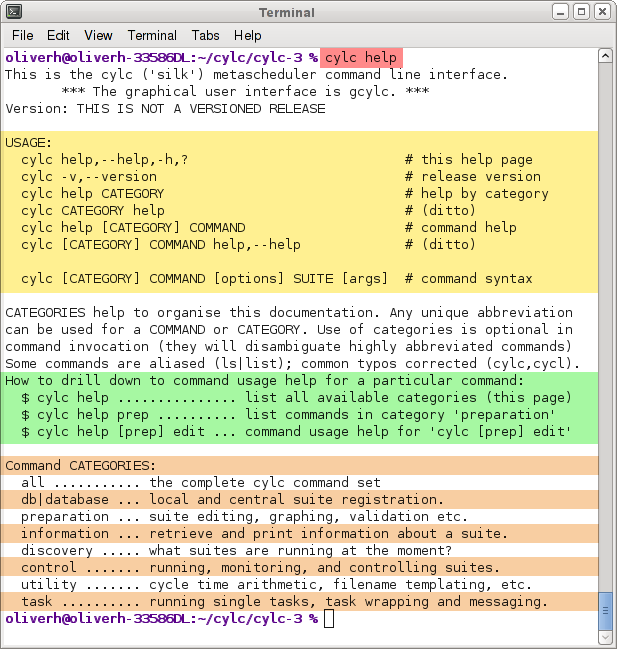 Terminal
File Edit View Terminal Tabs Help
oliverh@oliverh-33586DL:~/cylc/cylc-3 % cylc help
This is the cylc ('silk') metascheduler command line interface.
       *** The graphical user interface is gcylc. ***
Version: THIS IS NOT A VERSIONED RELEASE
USAGE:
  cylc help,--help,-h,?                           # this help page
  cylc -v,--version                               # release version
  cylc help CATEGORY                              # help by category
  cylc CATEGORY help                              # (ditto)
  cylc help [CATEGORY] COMMAND                    # command help
  cylc [CATEGORY] COMMAND help,--help             # (ditto)
  cylc [CATEGORY] COMMAND [options] SUITE [args]  # command syntax
CATEGORIES help to organise this documentation. Any unique abbreviation
can be used for a COMMAND or CATEGORY. Use of categories is optional in
command invocation (they will disambiguate highly abbreviated commands)
Some commands are aliased (ls|list); common typos corrected (cylc,cycl).
How to drill down to command usage help for a particular command:
  $ cylc help ............... list all available categories (this page)
  $ cylc help prep .......... list commands in category 'preparation'
  $ cylc help [prep] edit ... command usage help for 'cylc [prep] edit'
Command CATEGORIES:
  all ........... the complete cylc command set
  db|database ... local and central suite registration.
  preparation ... suite editing, graphing, validation etc.
  information ... retrieve and print information about a suite.
  discovery ..... what suites are running at the moment?
  control ....... running, monitoring, and controlling suites.
  utility ....... cycle time arithmetic, filename templating, etc.
  task .......... running single tasks, task wrapping and messaging.
oliverh@oliverh-33586DL:~/cylc/cylc-3 %